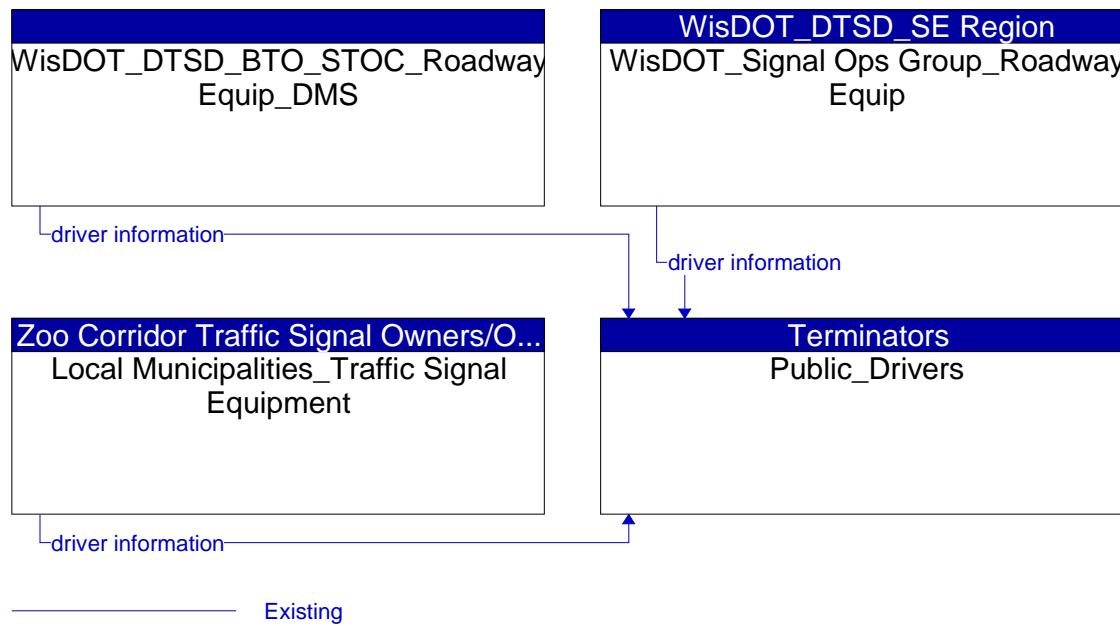 WisDOT_DTSD_SE Region
WisDOT_DTSD_BTO_STOC_Roadway
Equip_DMS
WisDOT_Signal Ops Group_Roadway
Equip
driver information
driver information
Zoo Corridor Traffic Signal Owners/O...
Local Municipalities_Traffic Signal
Equipment
Terminators
Public_Drivers
driver information
Existing